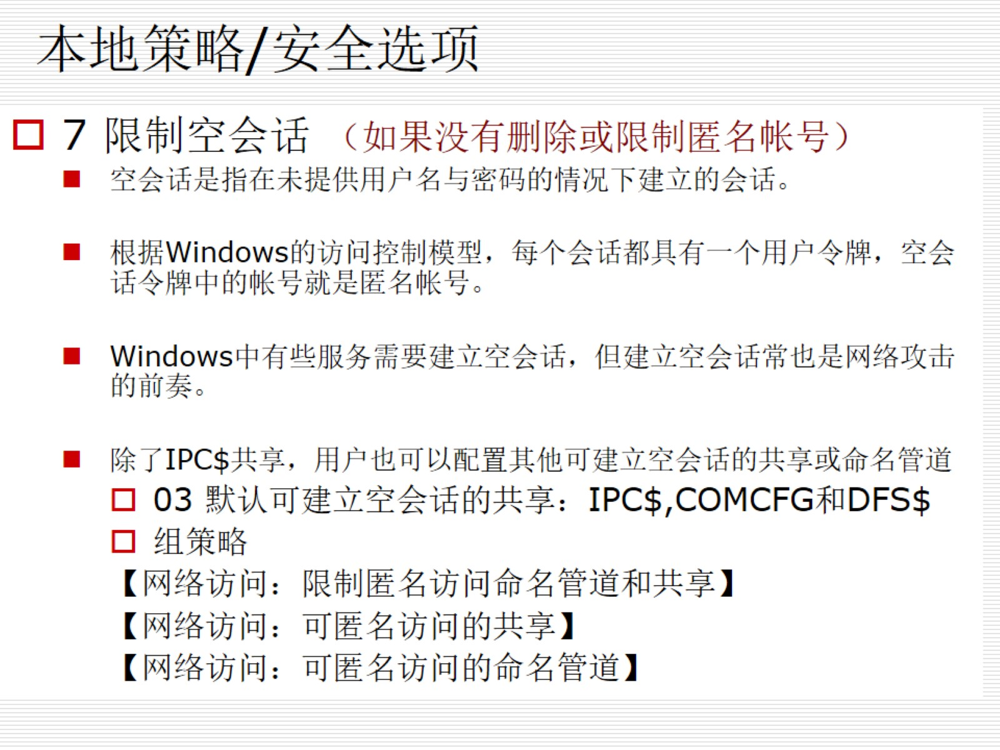 本地策略/安全选项
7 限制空会话 （如果没有删除或限制匿名帐号）
空会话是指在未提供用户名与密码的情况下建立的会话。
根据Windows的访问控制模型，每个会话都具有一个用户令牌，空会
话令牌中的帐号就是匿名帐号。
Windows中有些服务需要建立空会话，但建立空会话常也是网络攻击
的前奏。
除了IPC$共享，用户也可以配置其他可建立空会话的共享或命名管道
03 默认可建立空会话的共享：IPC$,COMCFG和DFS$
组策略
【网络访问：限制匿名访问命名管道和共享】
【网络访问：可匿名访问的共享】
【网络访问：可匿名访问的命名管道】